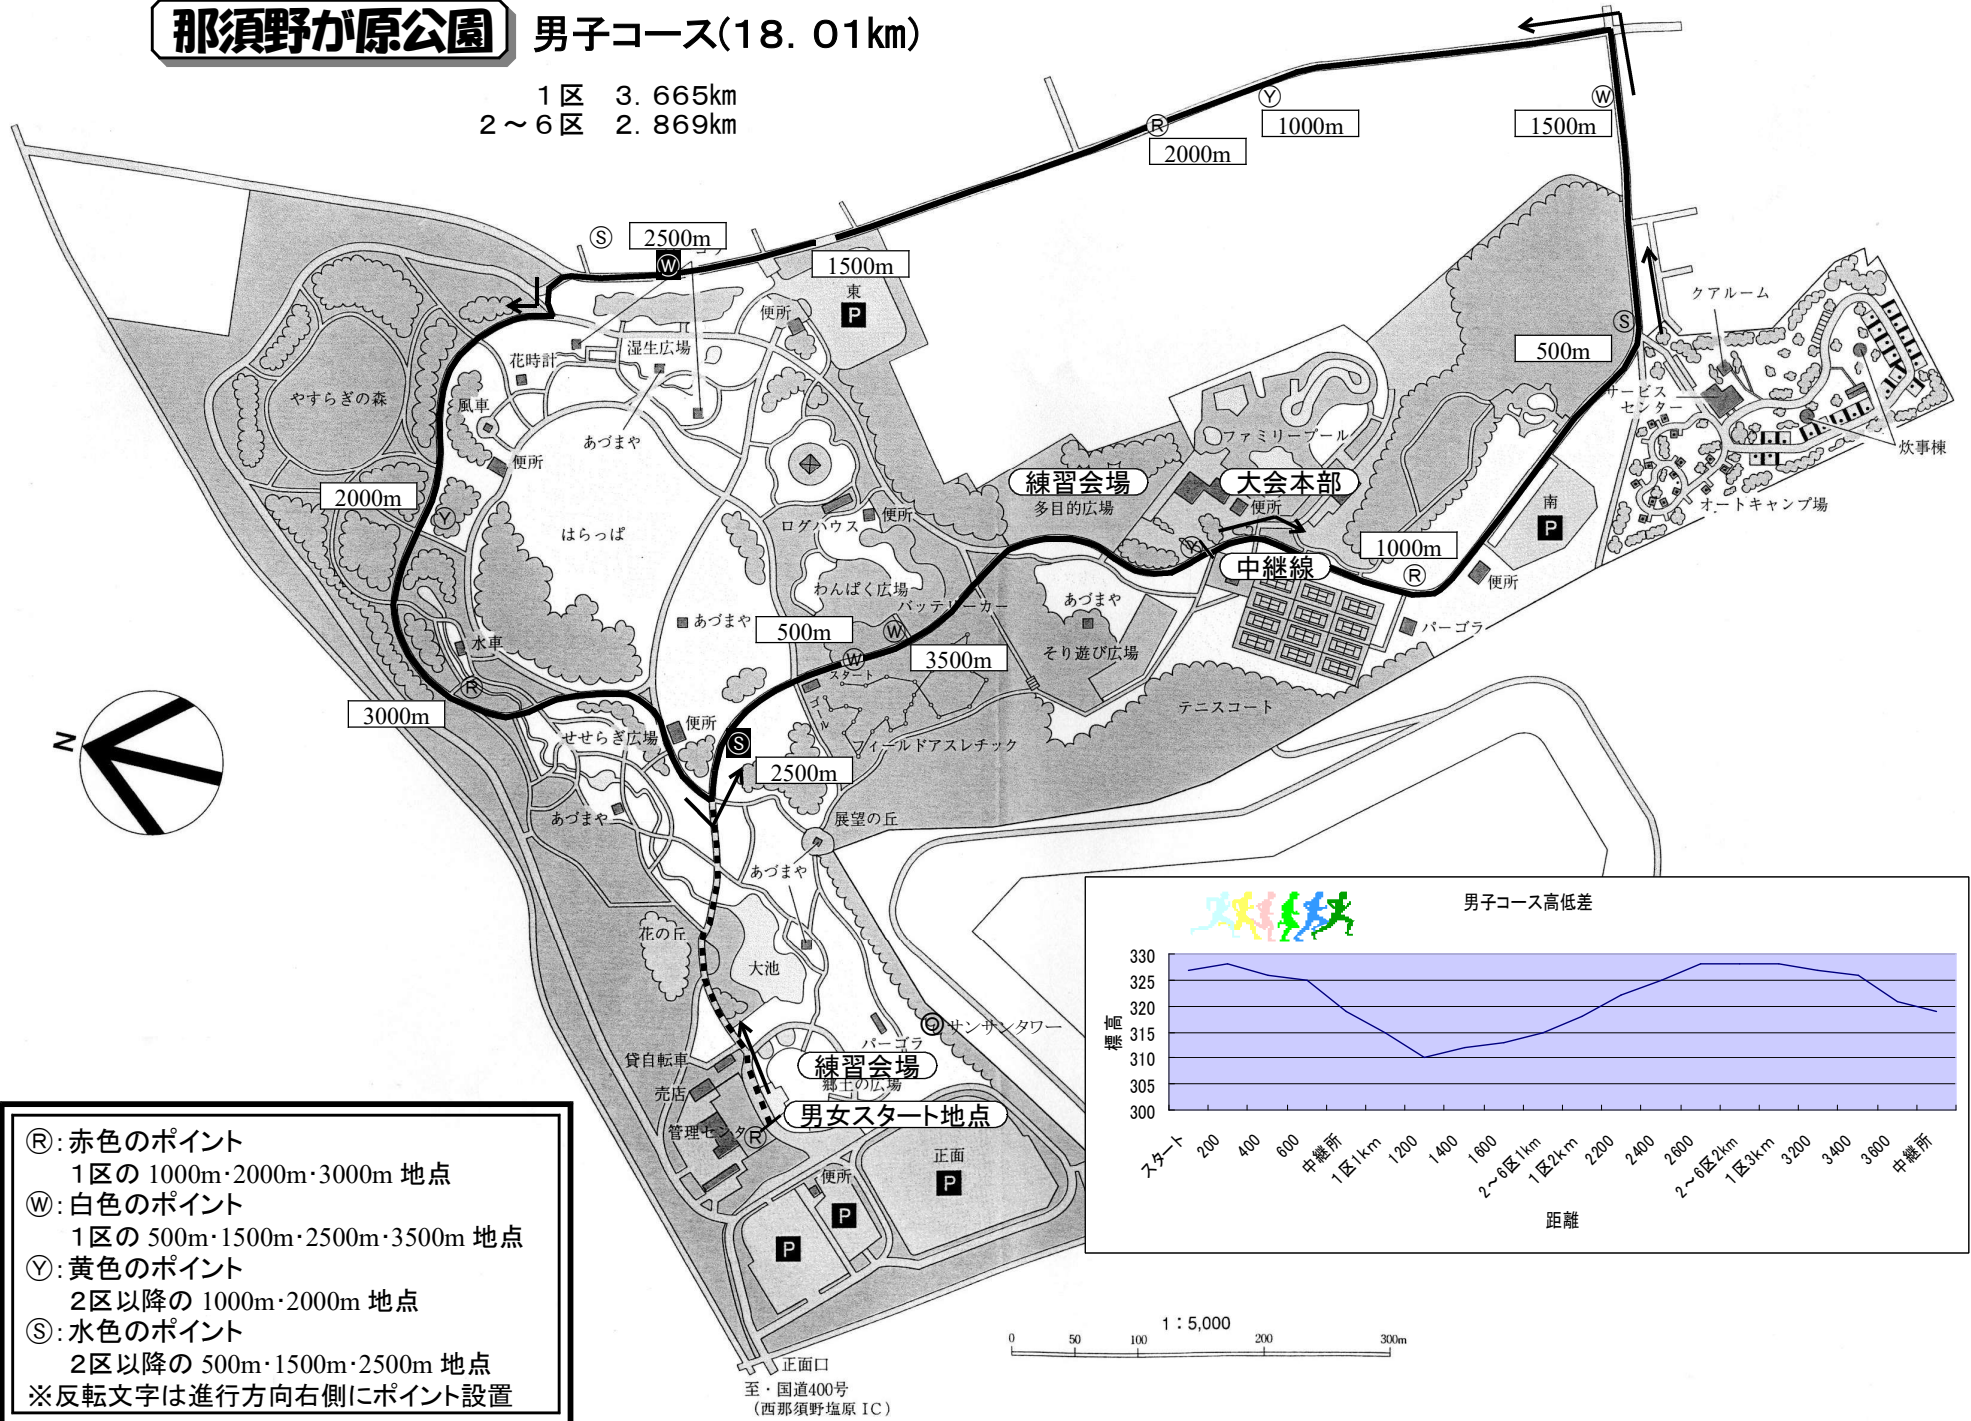 那須野が原公園
男子コース(18. 01km)
1区 3. 665km
2～6区 2. 869km
Ⓨ
1000m
Ⓦ
1500m
Ⓡ
2000m
Ⓢ
2500m
Ⓦ
1500m
東
P
便所
湿生広場
花時計
風車
あづまや
やすらぎの森
便所
2000m
Ⓨ
はらっぱ
ログハウス
便所
練習会場
多目的広場
ファミリープール
大会本部
便所
中継線
1000m
Ⓡ
Ⓢ
500m
クアルーム
サービス
センター
炊事棟
オートキャンプ場
南
P
便所
パーゴラ
わんぱく広場
バッテリーカー
あづまや
あづまや
500m
Ⓦ
Ⓦ
3500m
そり遊び広場
スタート
ゴール
テニスコート
フィールドアスレチック
水車
Ⓡ
3000m
せせらぎ広場
便所
Ⓢ
2500m
N
あづまや
展望の丘
あづまや
花の丘
大池
サンサンタワー
パーゴラ
貸自転車
練習会場
郷土の広場
売店
男女スタート地点
管理センター
Ⓡ
便所
正面
P
P
P
正面口
至・国道400号
(西那須野塩原 IC)
1：5,000
0 50 100 200 300m
男子コース高低差
標高
330
325
320
315
310
305
300
スタート 200 400 600 中継所 1区1km 1200 1400 1600 2～6区1km 1区2km 2200 2400 2600 2～6区2km 1区3km 3200 3400 3600 中継所
距離
Ⓡ:赤色のポイント
1区の 1000m･2000m･3000m 地点
Ⓦ:白色のポイント
1区の 500m･1500m･2500m･3500m 地点
Ⓨ:黄色のポイント
2区以降の 1000m･2000m 地点
Ⓢ:水色のポイント
2区以降の 500m･1500m･2500m 地点
※反転文字は進行方向右側にポイント設置